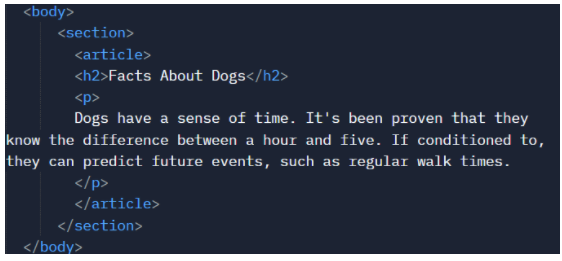 <body>
<section>
<article>
<h2>Facts About Dogs</h2>
<p>
Dogs have a sense of time. It's been proven that they
know the difference between a hour and five. If conditioned to,
they can predict future events, such as regular walk times.
</p>
</article>
</section>
</body>